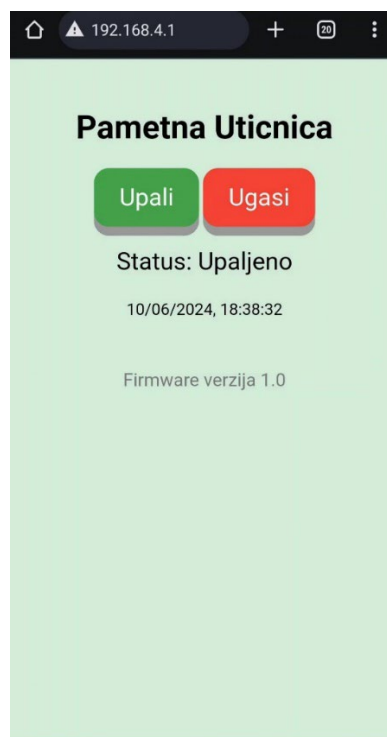 192.168.4.1 20
Pametna Uticnica
Upali Ugasi
Status: Upaljeno
10/06/2024, 18:38:32
Firmware verzija 1.0